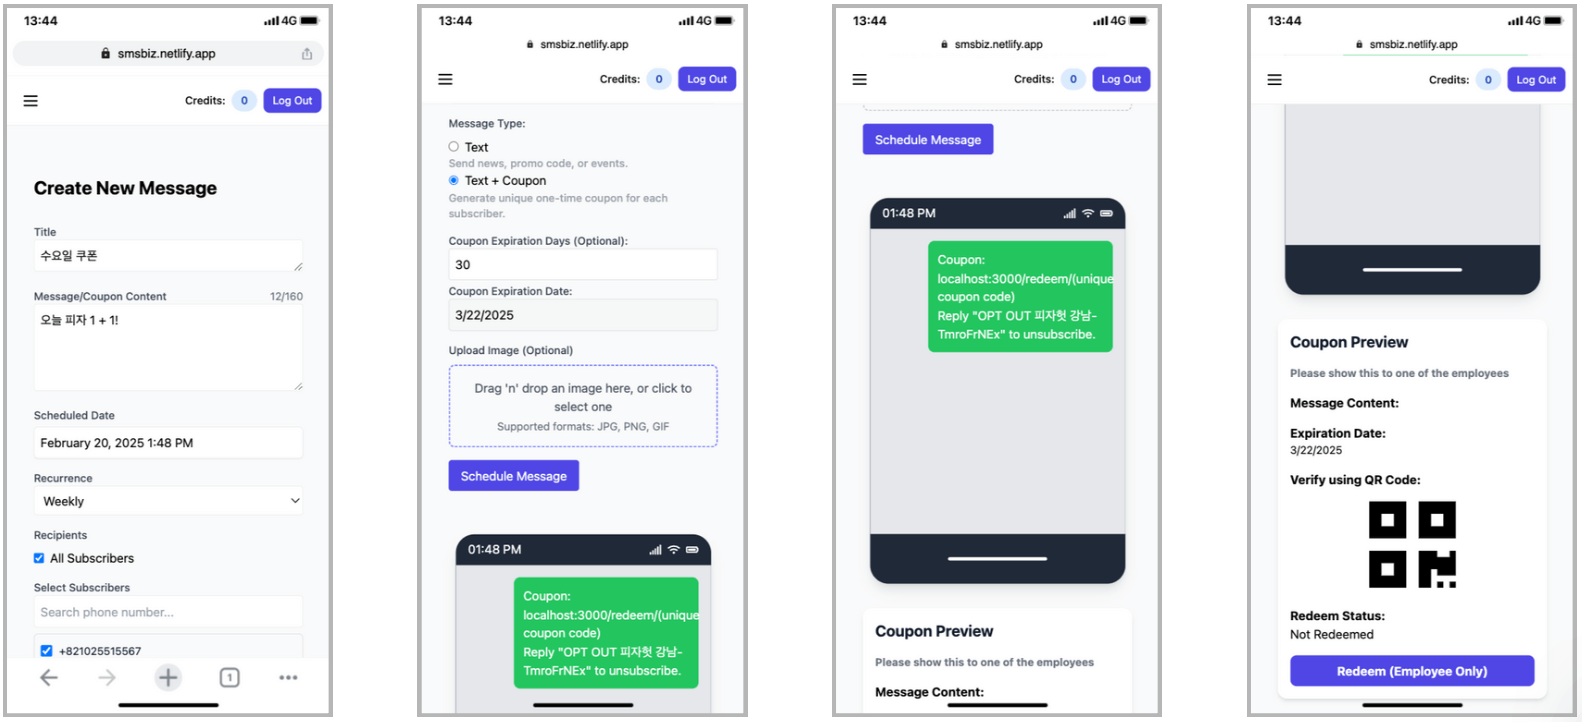 13:44
4G
smsbiz.netlify.app
Credits: 0 Log Out
Create New Message
Title
수요일 쿠폰
Message/Coupon Content 12/160
오늘 피자 1 + 1!
Scheduled Date
February 20, 2025 1:48 PM
Recurrence
Weekly
Recipients
All Subscribers
Select Subscribers
Search phone number...
+821025515567
1
13:44
4G
smsbiz.netlify.app
Credits: 0 Log Out
Message Type:
Text
Send news, promo code, or events.
Text + Coupon
Generate unique one-time coupon for each
subscriber.
Coupon Expiration Days (Optional):
30
Coupon Expiration Date:
3/22/2025
Upload Image (Optional)
Drag 'n' drop an image here, or click to
select one
Supported formats: JPG, PNG, GIF
Schedule Message
01:48 PM
Coupon:
localhost:3000/redeem/(unique
coupon code)
Reply "OPT OUT 피자헛 강남-
TmroFrNEx" to unsubscribe.
13:44
4G
smsbiz.netlify.app
Credits: 0 Log Out
Schedule Message
01:48 PM
Coupon:
localhost:3000/redeem/(unique
coupon code)
Reply "OPT OUT 피자헛 강남-
TmroFrNEx" to unsubscribe.
Coupon Preview
Please show this to one of the employees
Message Content:
13:44
4G
smsbiz.netlify.app
Credits: 0 Log Out
Coupon Preview
Please show this to one of the employees
Message Content:
Expiration Date:
3/22/2025
Verify using QR Code:
Redeem Status:
Not Redeemed
Redeem (Employee Only)